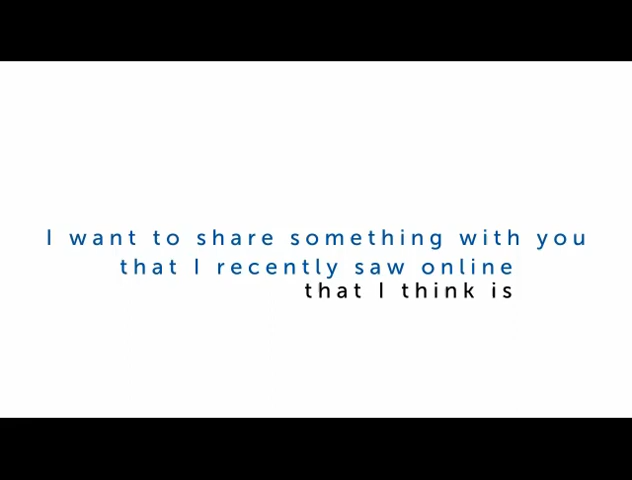 I want to share something with you
that I recently saw online
that I think is